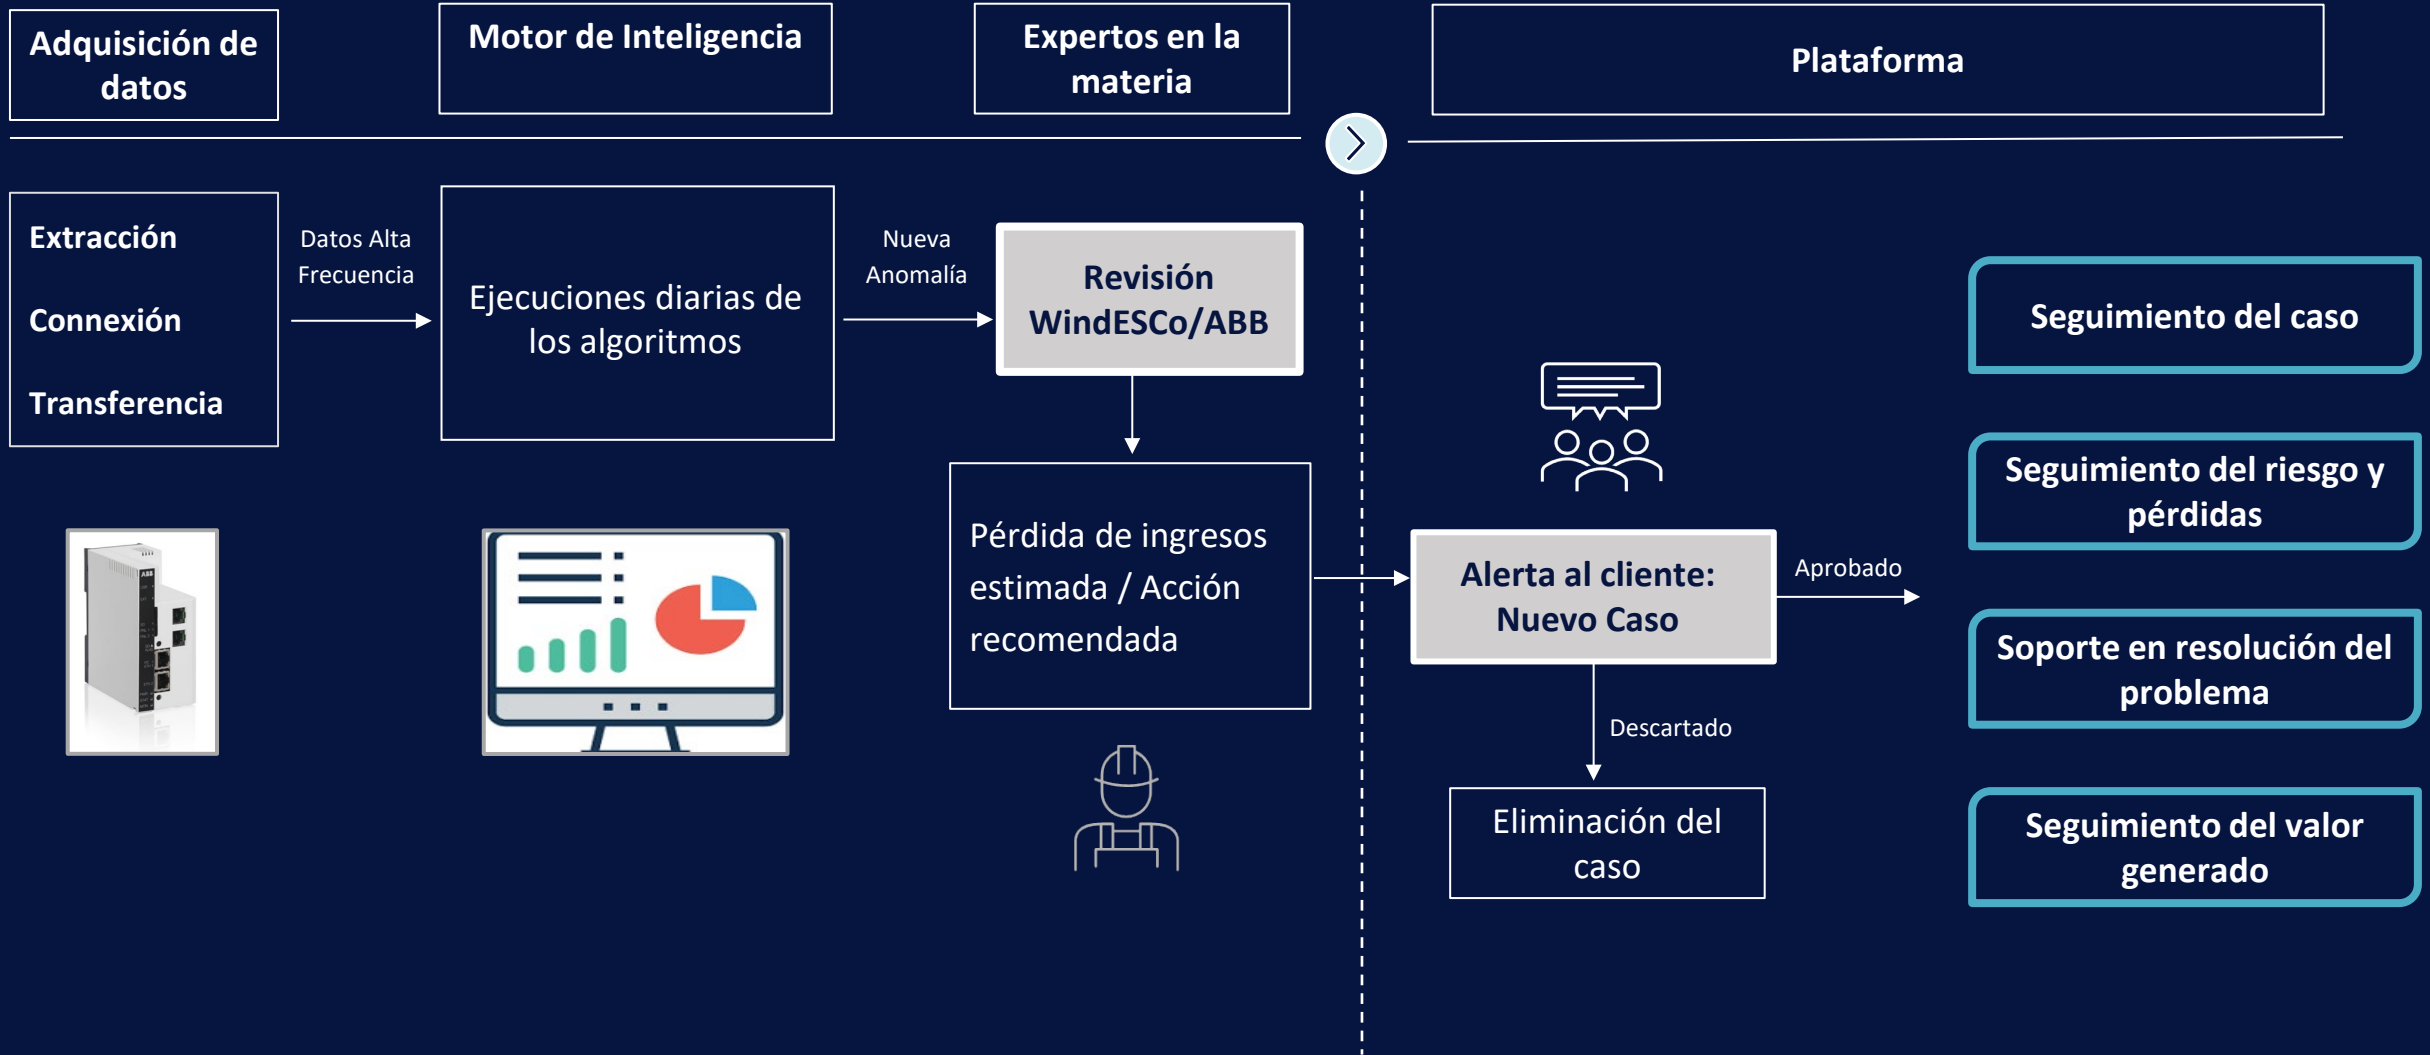 Adquisición de
datos
Motor de Inteligencia
Expertos en la
materia
Plataforma
Extracción
Connexión
Transferencia
Datos Alta
Frecuencia
Ejecuciones diarias de
los algoritmos
Nueva
Anomalía
Revisión
WindESCo/ABB
Pérdida de ingresos
estimada / Acción
recomendada
Alerta al cliente:
Nuevo Caso
Aprobado
Descartado
Eliminación del
caso
Seguimiento del caso
Seguimiento del riesgo y
pérdidas
Soporte en resolución del
problema
Seguimiento del valor
generado
ABB